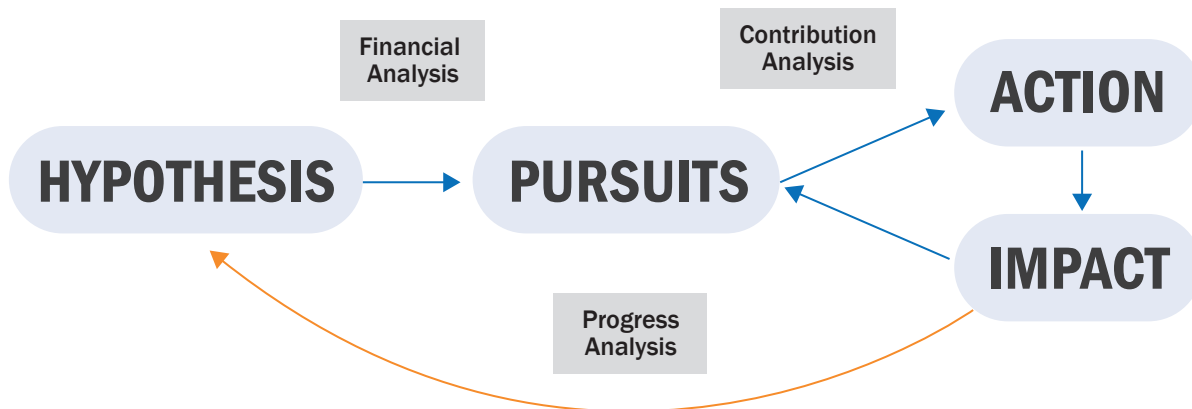 Financial
Analysis
Contribution
Analysis
ACTION
HYPOTHESIS
PURSUITS
IMPACT
Progress
Analysis